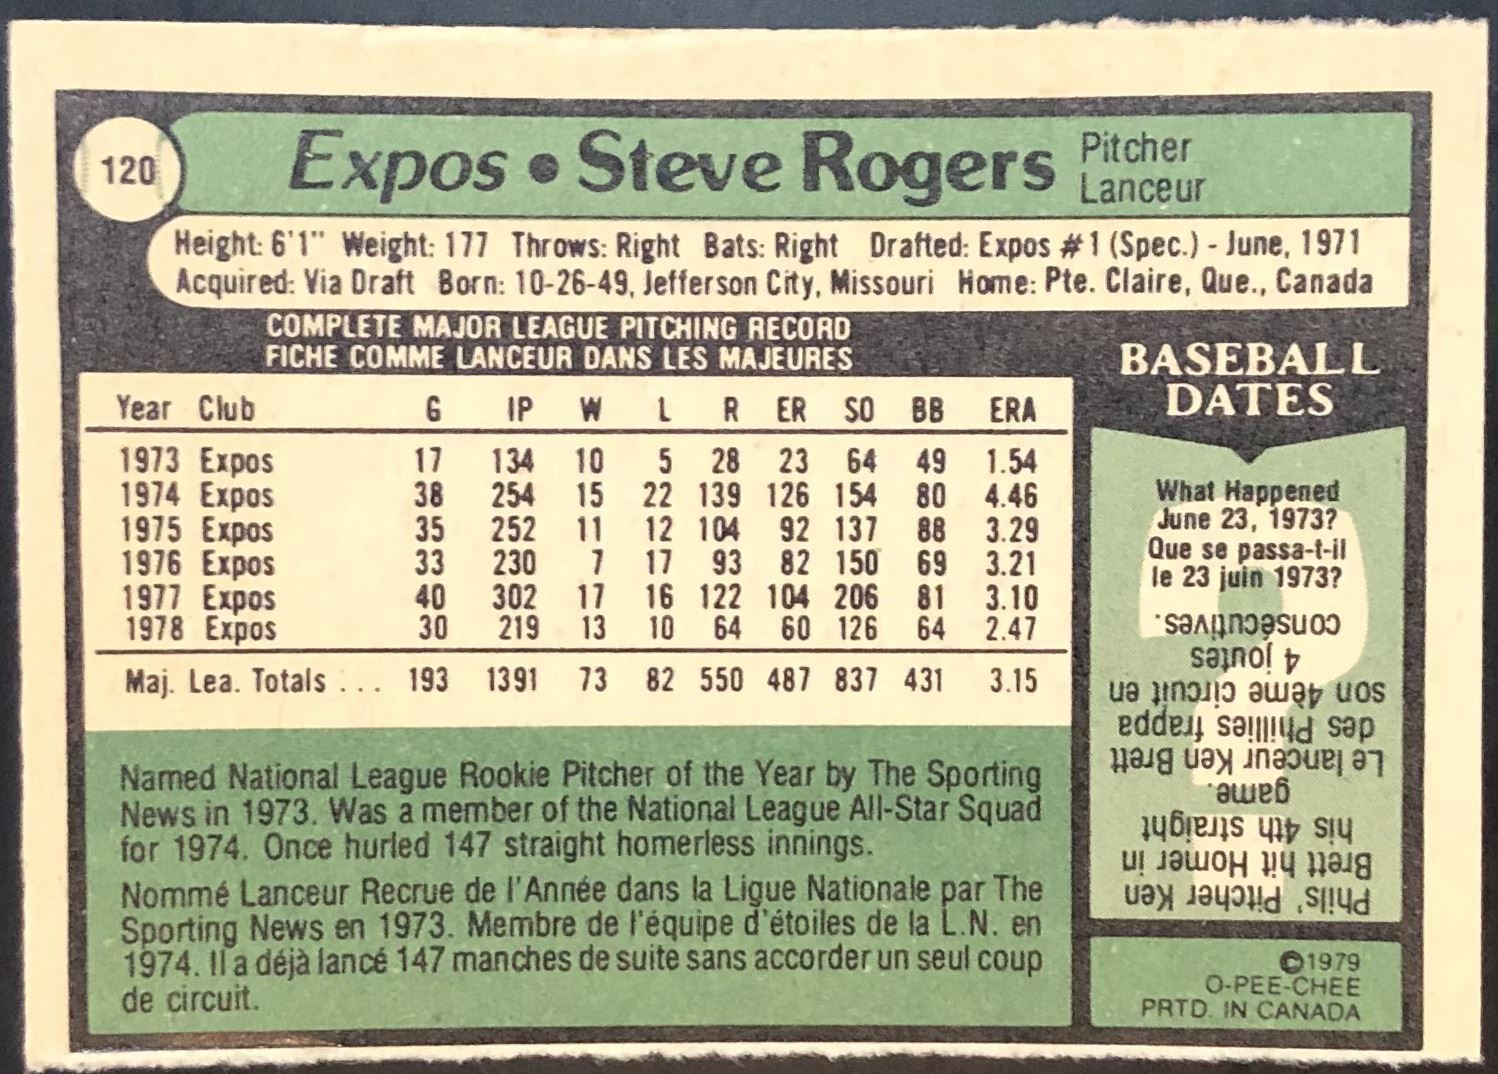 120
Expos • Steve Rogers
Pitcher
Lanceur
Height: 6'1" Weight: 177 Throws: Right Bats: Right Drafted: Expos #1 (Spec.) - June, 1971
Acquired: Via Draft Born: 10-26-49, Jefferson City, Missouri Home: Pte. Claire, Que., Canada
COMPLETE MAJOR LEAGUE PITCHING RECORD
FICHE COMME LANCEUR DANS LES MAJEURES
Year Club G IP W L R ER SO BB ERA
1973 Expos 17 134 10 5 28 23 64 49 1.54
1974 Expos 38 254 15 22 139 126 154 80 4.46
1975 Expos 35 252 11 12 104 92 137 88 3.29
1976 Expos 33 230 7 17 93 82 150 69 3.21
1977 Expos 40 302 17 16 122 104 206 81 3.10
1978 Expos 30 219 13 10 64 60 126 64 2.47
Maj. Lea. Totals ... 193 1391 73 82 550 487 837 431 3.15
Named National League Rookie Pitcher of the Year by The Sporting
News in 1973. Was a member of the National League All-Star Squad
for 1974. Once hurled 147 straight homerless innings.
Nommé Lanceur Recrue de l'Année dans la Ligue Nationale par The
Sporting News en 1973. Membre de l'équipe d'étoiles de la L.N. en
1974. Il a déjà lancé 147 manches de suite sans accorder un seul coup
de circuit.
BASEBALL
DATES
What Happened
June 23, 1973?
Que se passa-t-il
le 23 juin 1973?
Phils' Pitcher Ken
Brett hit Homer in
his 4th straight
game.
Le lanceur Ken Brett
des Phillies frappa
son 4ème circuit en
4 joutes
consécutives.
©1979
O-PEE-CHEE
PRTD. IN CANADA